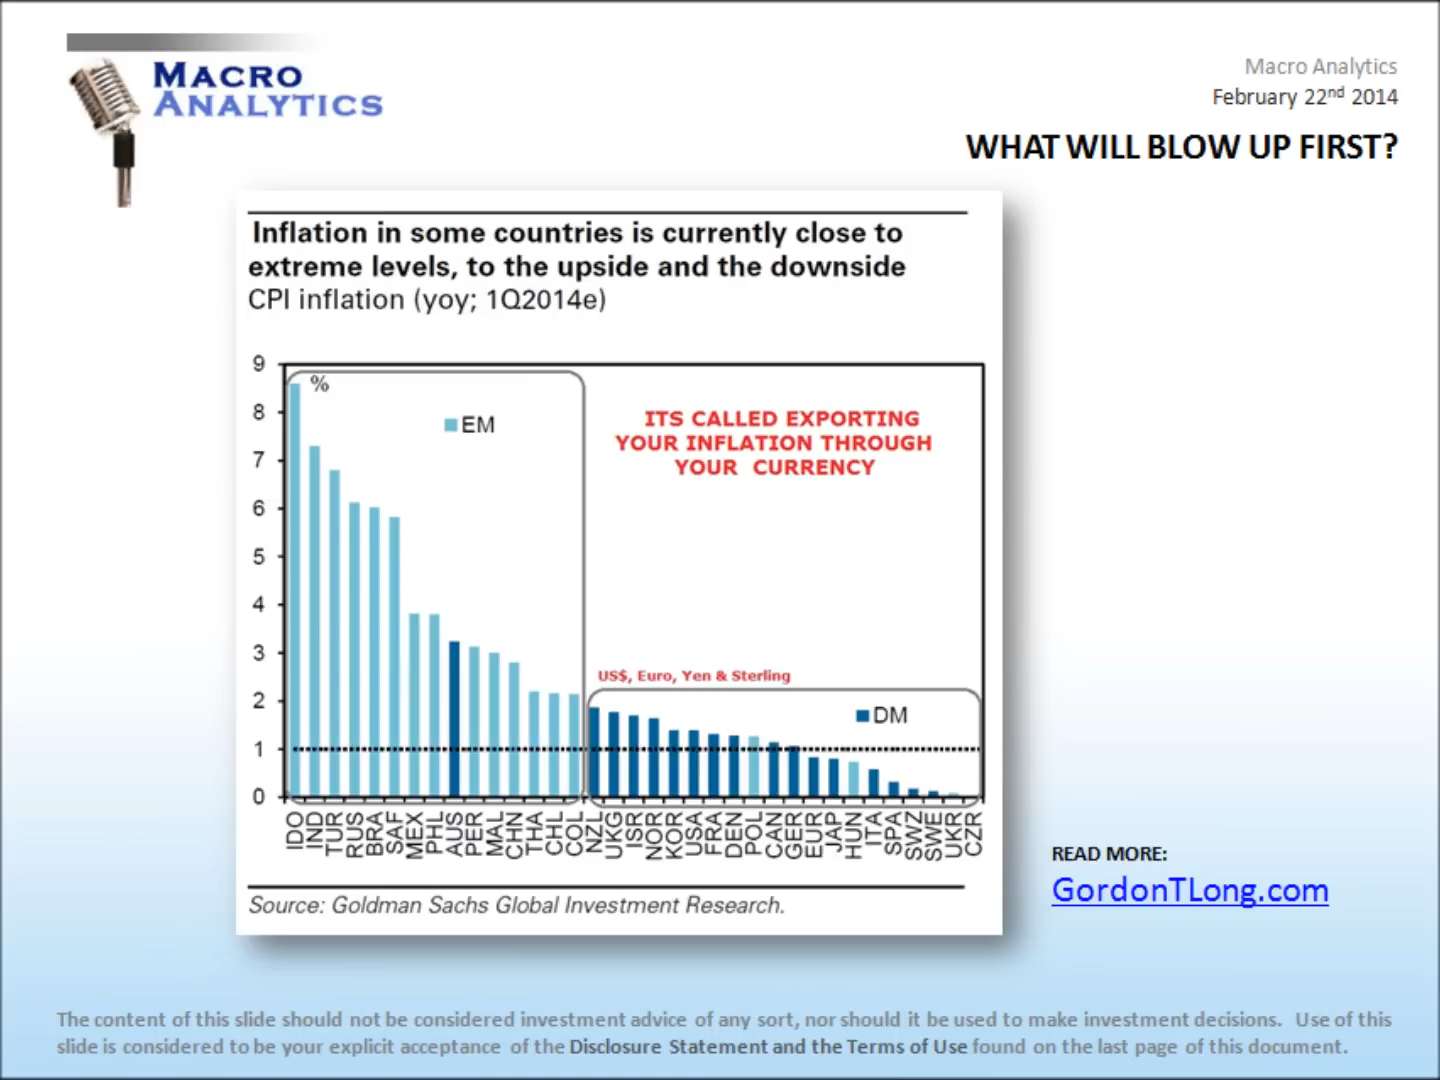 MACRO
ANALYTICS
Macro Analytics
February 22nd 2014
WHAT WILL BLOW UP FIRST?
Inflation in some countries is currently close to
extreme levels, to the upside and the downside
CPI inflation (yoy; 1Q2014e)
9
8
7
6
5
4
3
2
1
0
%
EM
ITS CALLED EXPORTING
YOUR INFLATION THROUGH
YOUR CURRENCY
US$, Euro, Yen & Sterling
DM
IDO IND TUR RUS BRA SAF MEX PHL AUS PER MAL CHN THA CHL COL NZL UKG ISR NOR KOR USA FRA DEN POL CAN GER EUR JAP HUN ITA SPA SWZ SWE UKR CZR
Source: Goldman Sachs Global Investment Research.
READ MORE:
GordonTLong.com
The content of this slide should not be considered investment advice of any sort, nor should it be used to make investment decisions. Use of this
slide is considered to be your explicit acceptance of the Disclosure Statement and the Terms of Use found on the last page of this document.